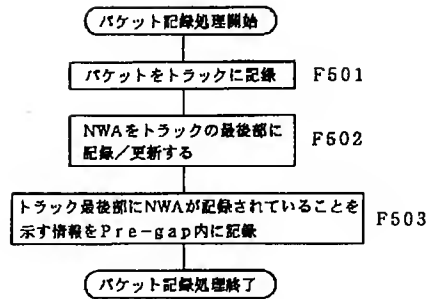 パケット記録処理開始
パケットをトラックに記録
F501
NWAをトラックの最後部に
記録／更新する
F502
トラック最後部にNWAが記録されていることを
示す情報をPre-gap内に記録
F503
パケット記録処理終了